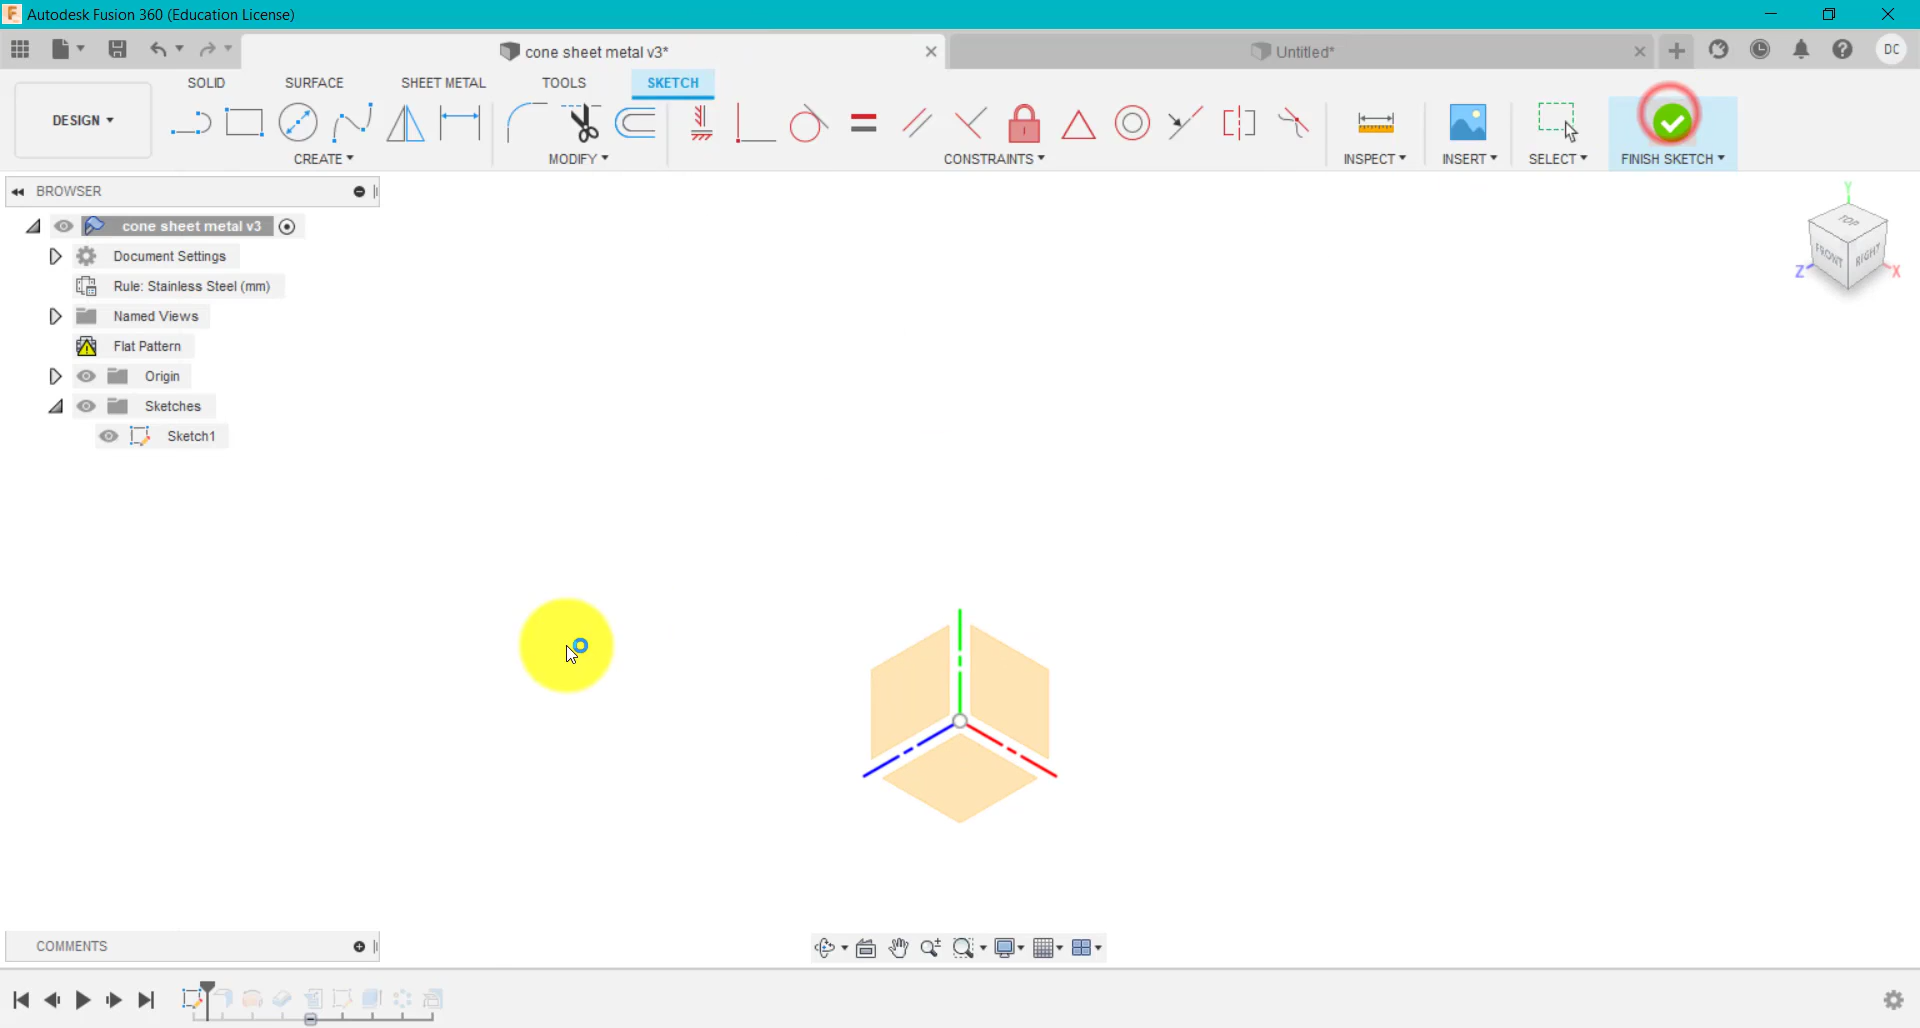 Autodesk Fusion 360 (Education License)
cone sheet metal v3*
Untitled*
DC
SOLID
SURFACE
SHEET METAL
TOOLS
SKETCH
DESIGN
CREATE
MODIFY
CONSTRAINTS
INSPECT
INSERT
SELECT
FINISH SKETCH
BROWSER
cone sheet metal v3
Document Settings
Rule: Stainless Steel (mm)
Named Views
Flat Pattern
Origin
Sketches
Sketch1
Y
TOP
FRONT
RIGHT
Z
X
COMMENTS